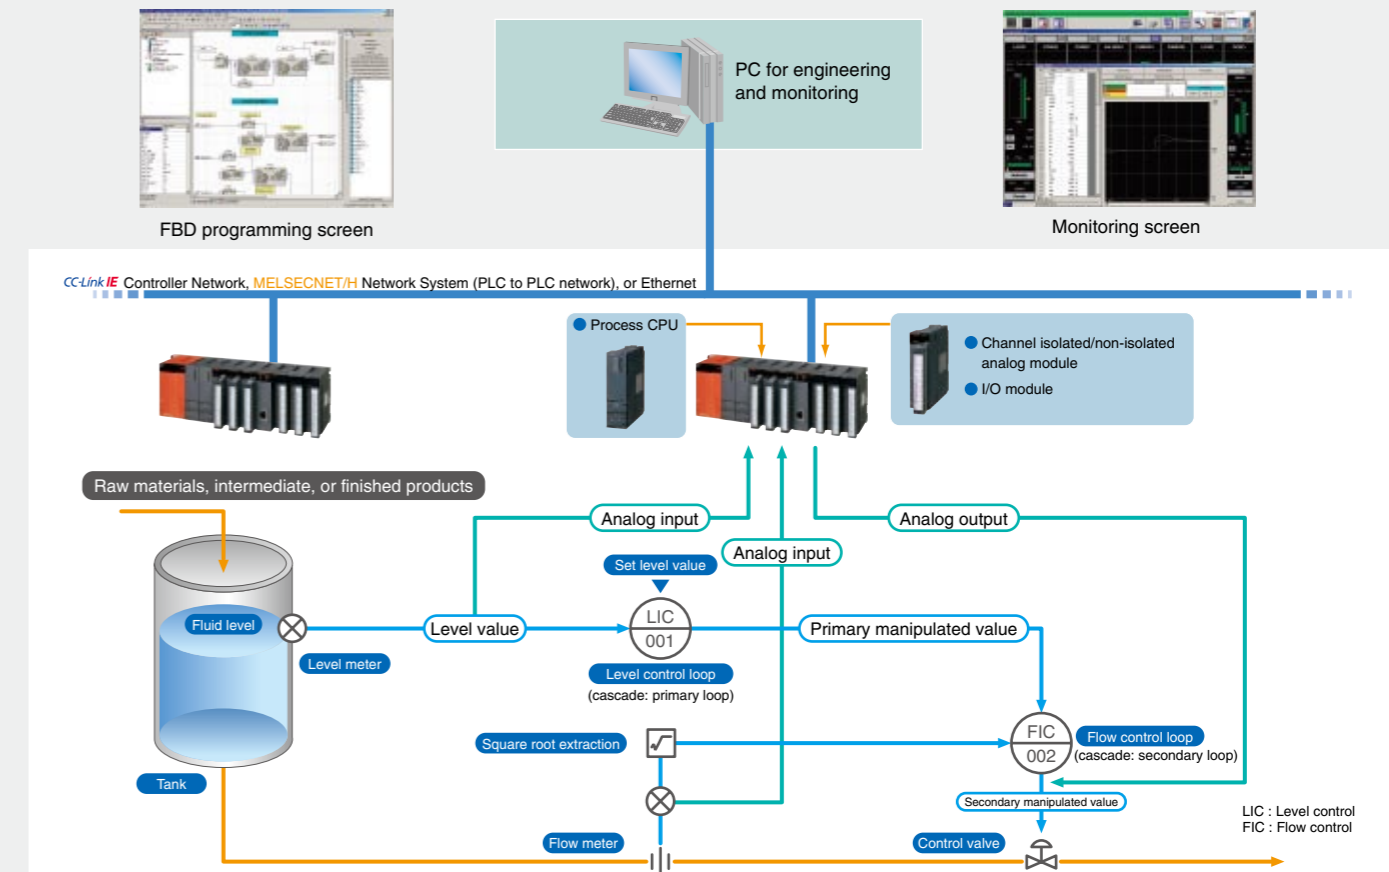 PC for engineering
and monitoring
FBD programming screen
Monitoring screen
CC-Link IE Controller Network, MELSECNET/H Network System (PLC to PLC network), or Ethernet
Process CPU
Channel isolated/non-isolated
analog module
I/O module
Raw materials, intermediate, or finished products
Analog input
Analog output
Analog input
Set level value
Fluid level
Level value
LIC
001
Primary manipulated value
Level meter
Level control loop
(cascade: primary loop)
Square root extraction
√
FIC
002
Flow control loop
(cascade: secondary loop)
Tank
Secondary manipulated value
LIC : Level control
FIC : Flow control
Flow meter
Control valve